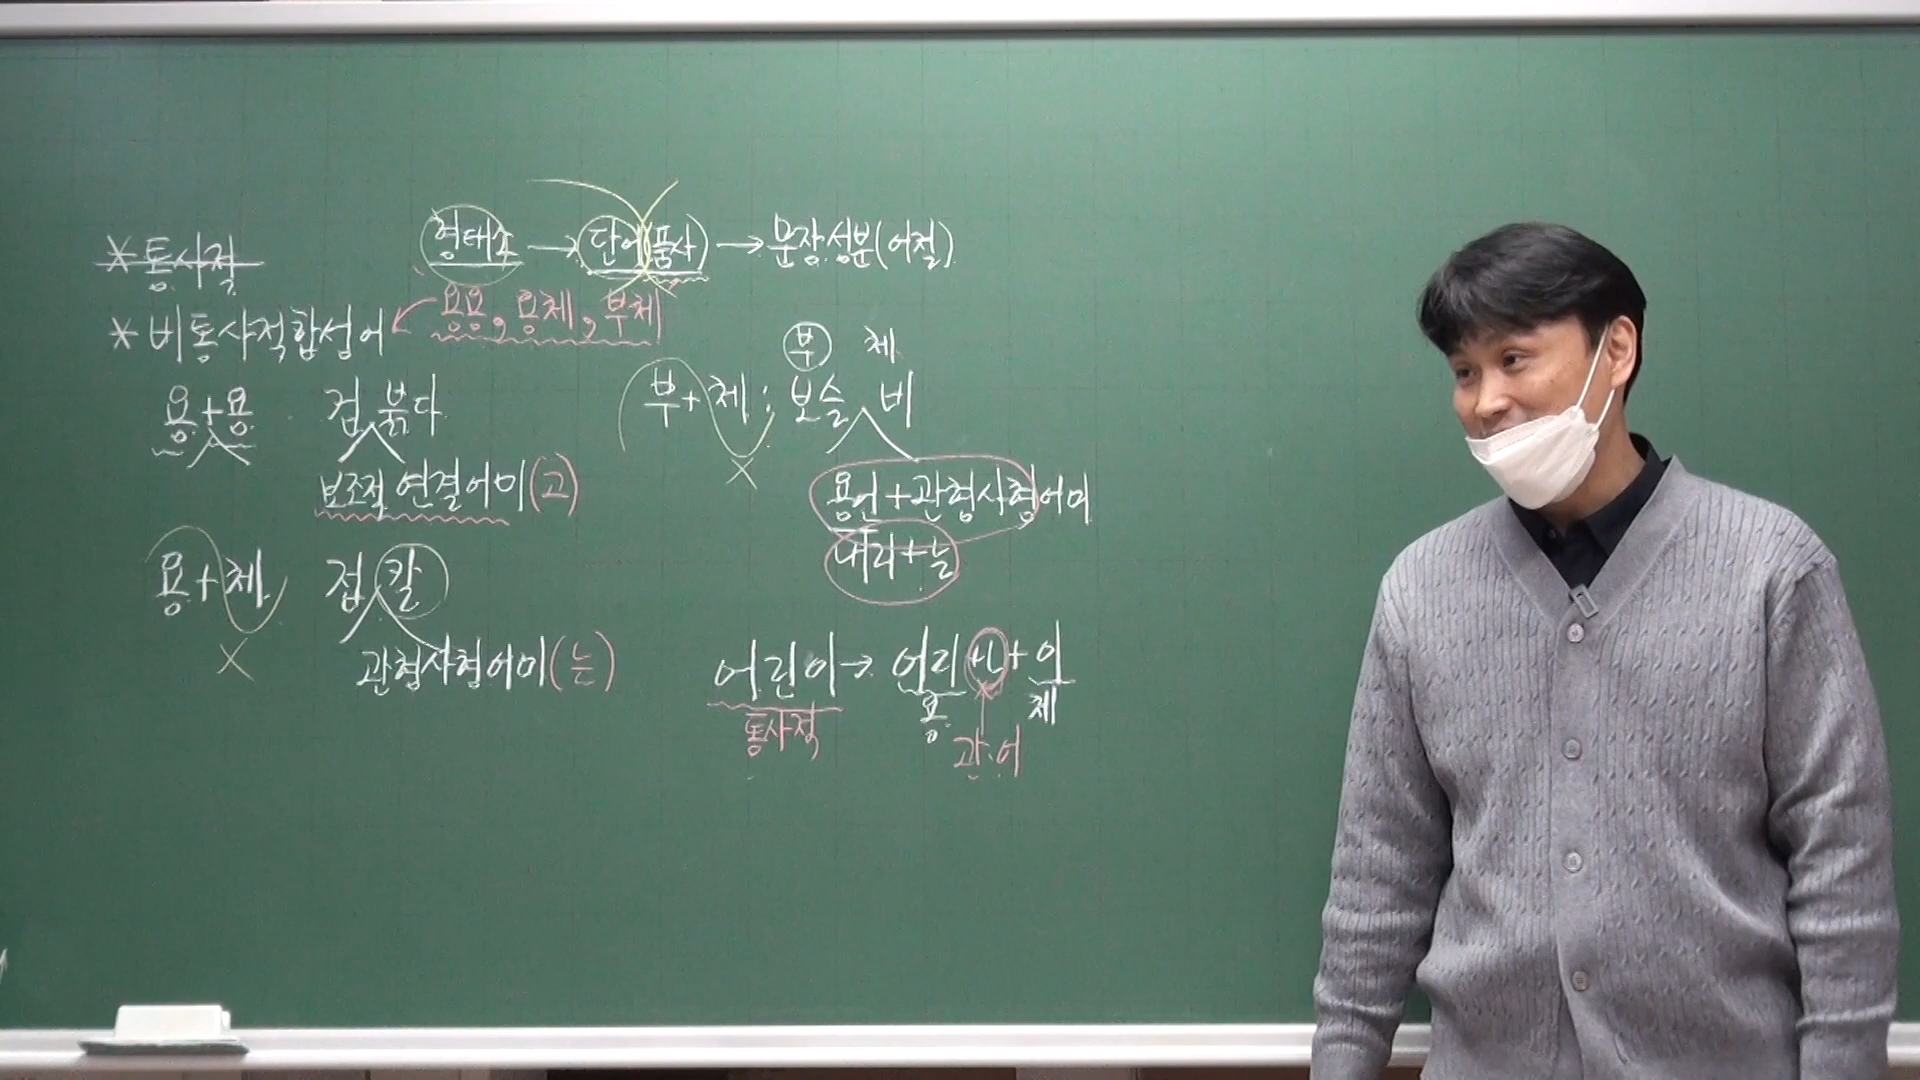 형태소 → 단어(품사) → 문장성분(어절)
* 통사적
* 비통사적합성어 ← 용용, 용체, 부체
용+용 검붉다
보조적 연결어미(고)
용+체 접칼
관형사형어미(는)
부 체
부+체 : 보슬비
용언+관형사형어미
내리+는
어린이→ 어리+ㄴ+이
통사적 용 관·어 체